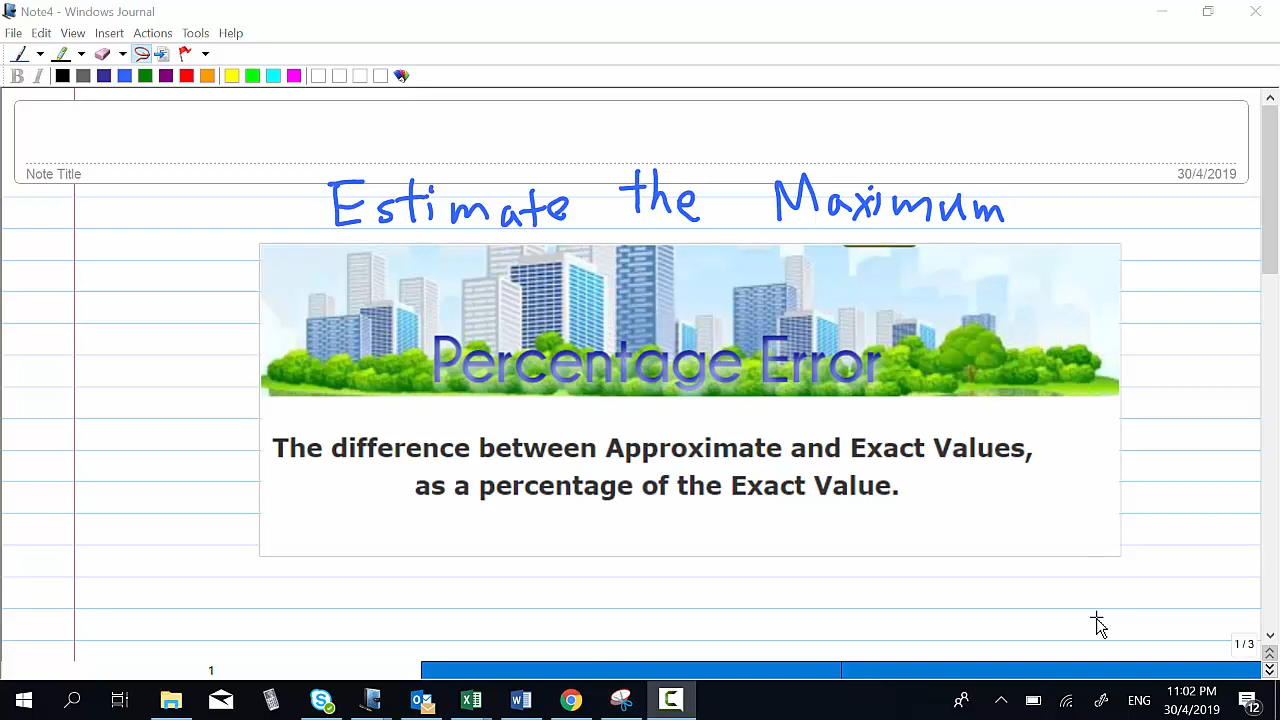 Note4 - Windows Journal
File Edit View Insert Actions Tools Help
B I
Note Title
30/4/2019
Estimate the Maximum
Percentage Error
The difference between Approximate and Exact Values,
as a percentage of the Exact Value.
1 / 3
1
ENG
11:02 PM
30/4/2019
12